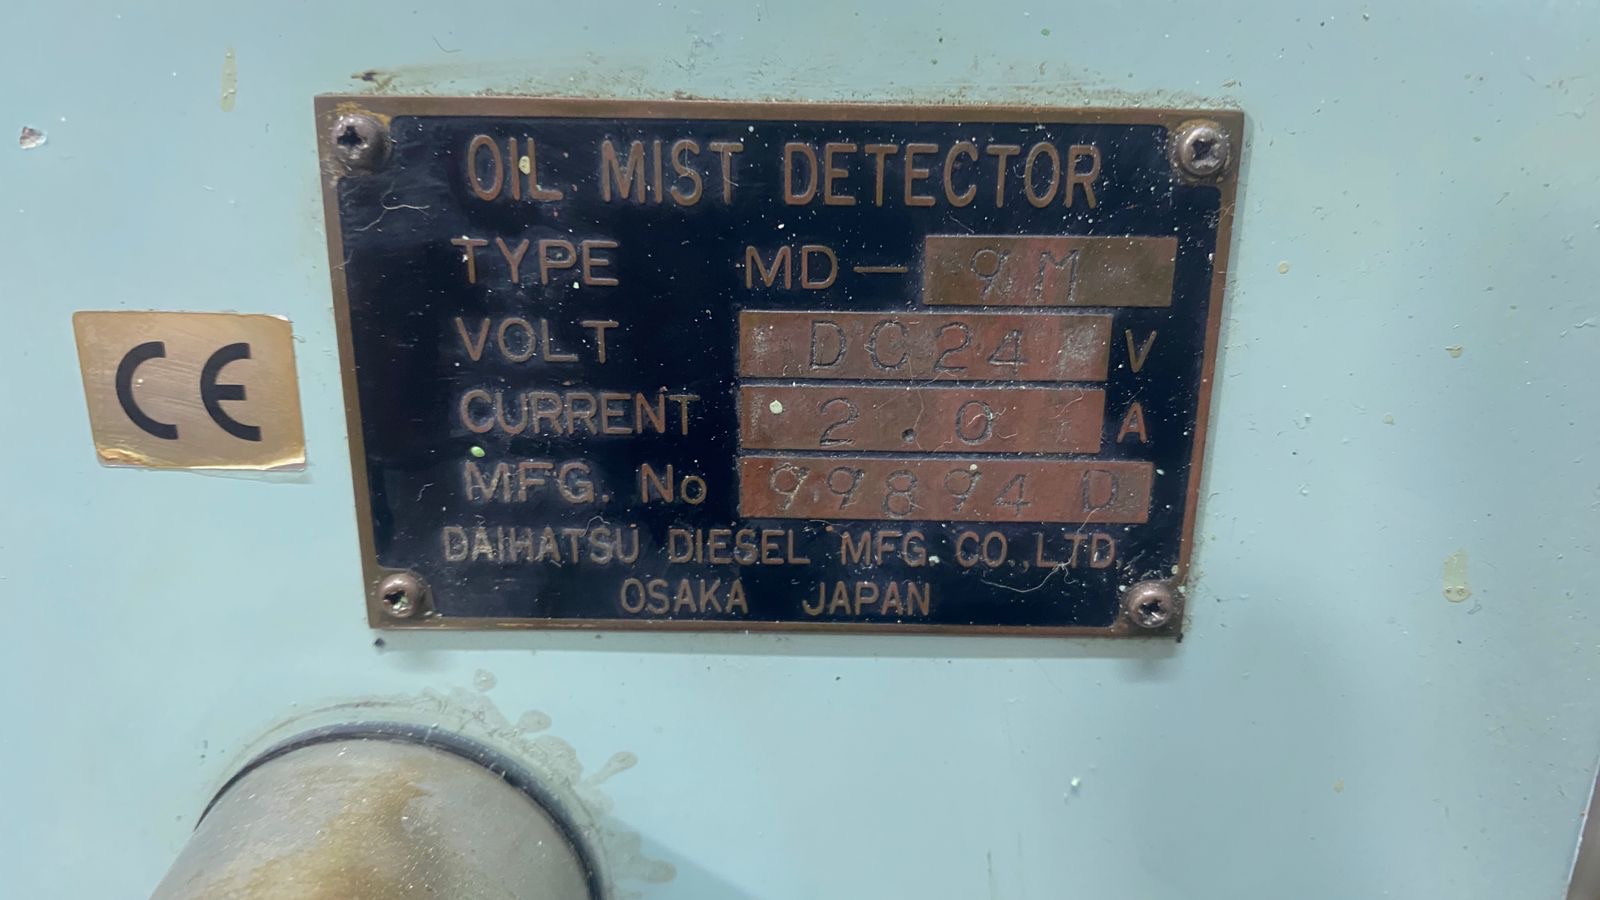 OIL MIST DETECTOR
TYPE MD-9M
VOLT DC24 V
CURRENT 2.0 A
MFG. No 99894 D
DAIHATSU DIESEL MFG. CO.,LTD.
OSAKA JAPAN
CE